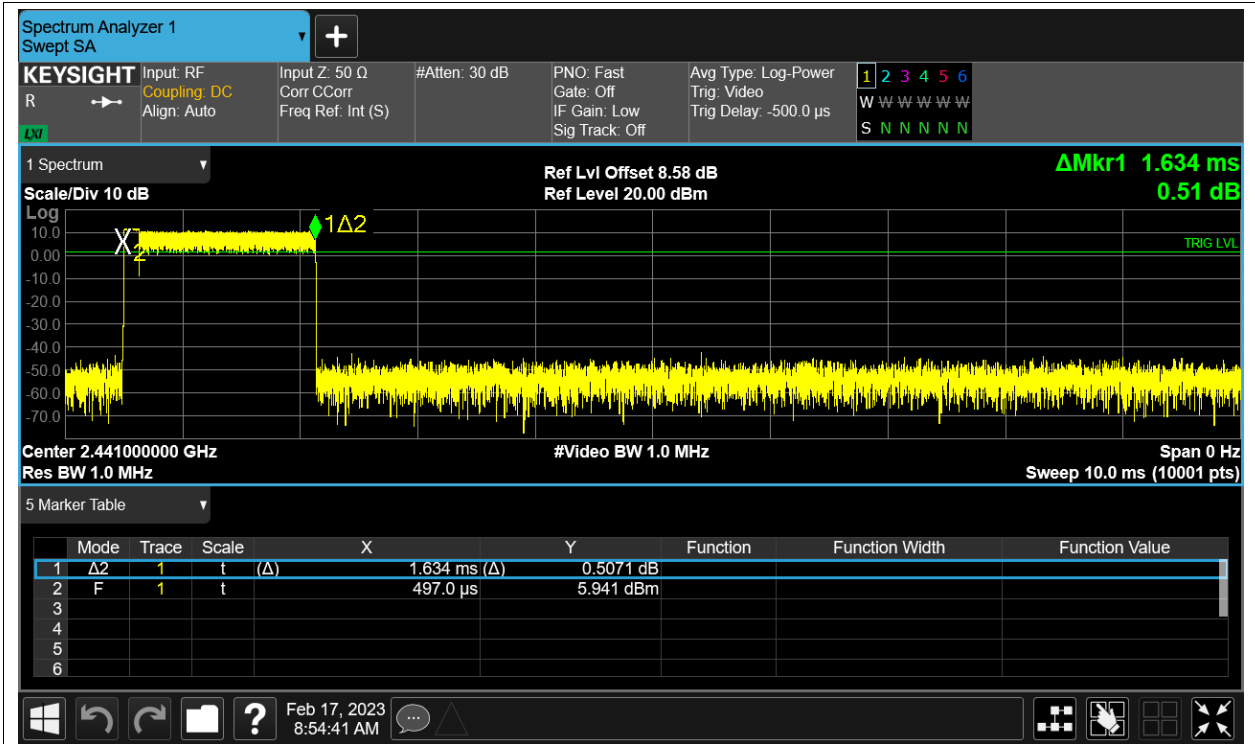 Spectrum Analyzer 1
Swept SA
KEYSIGHT
R
LXI
Input: RF
Coupling: DC
Align: Auto
Input Z: 50 Ω
Corr CCorr
Freq Ref: Int (S)
#Atten: 30 dB
PNO: Fast
Gate: Off
IF Gain: Low
Sig Track: Off
Avg Type: Log-Power
Trig: Video
Trig Delay: -500.0 µs
1 2 3 4 5 6
W W W W W W
S N N N N N
1 Spectrum
Scale/Div 10 dB
Ref Lvl Offset 8.58 dB
Ref Level 20.00 dBm
ΔMkr1 1.634 ms
0.51 dB
Log
10.0
0.00
-10.0
-20.0
-30.0
-40.0
-50.0
-60.0
-70.0
X
2
1Δ2
TRIG LVL
Center 2.441000000 GHz
#Video BW 1.0 MHz
Span 0 Hz
Res BW 1.0 MHz
Sweep 10.0 ms (10001 pts)
5 Marker Table
Mode Trace Scale X Y Function Function Width Function Value
1 Δ2 1 t (Δ) 1.634 ms (Δ) 0.5071 dB
2 F 1 t 497.0 µs 5.941 dBm
3
4
5
6
?
Feb 17, 2023
8:54:41 AM